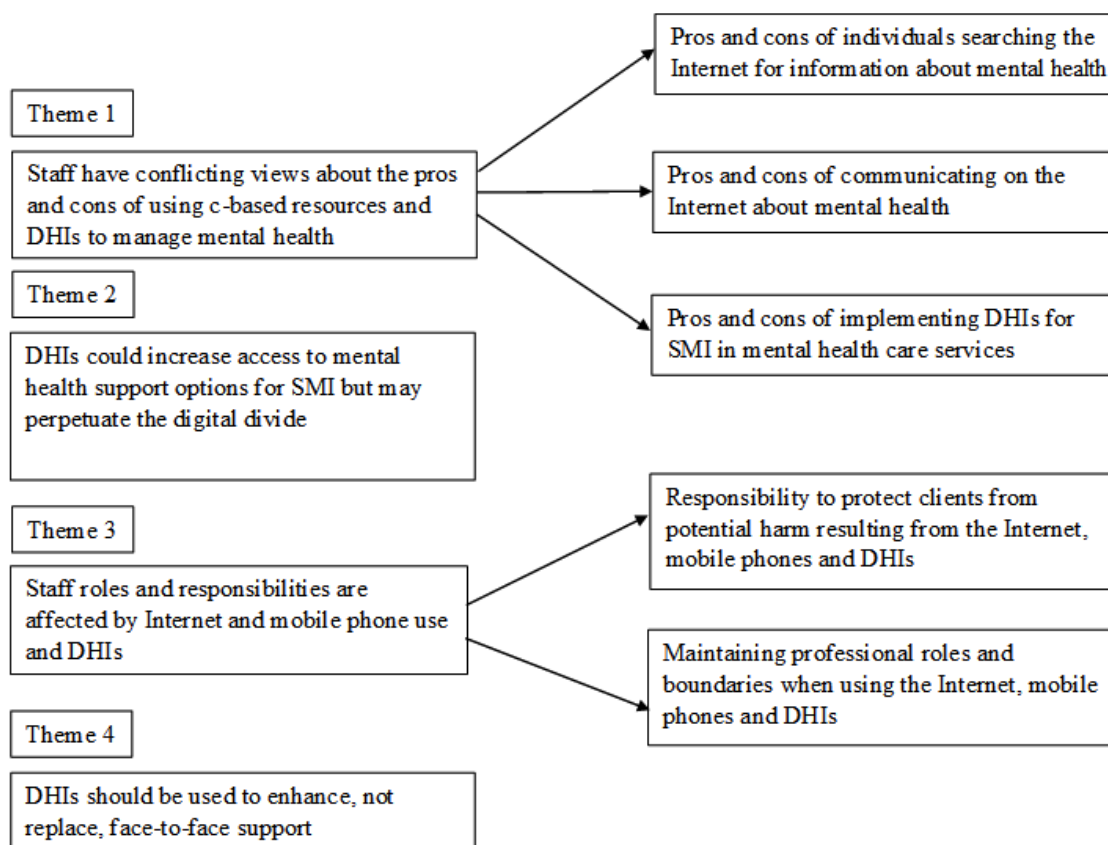 Theme 1
Staff have conflicting views about the pros
and cons of using c-based resources and
DHIs to manage mental health
Pros and cons of individuals searching the
Internet for information about mental health
Pros and cons of communicating on the
Internet about mental health
Pros and cons of implementing DHIs for
SMI in mental health care services
Theme 2
DHIs could increase access to mental
health support options for SMI but may
perpetuate the digital divide
Theme 3
Staff roles and responsibilities are
affected by Internet and mobile phone use
and DHIs
Responsibility to protect clients from
potential harm resulting from the Internet,
mobile phones and DHIs
Maintaining professional roles and
boundaries when using the Internet, mobile
phones and DHIs
Theme 4
DHIs should be used to enhance, not
replace, face-to-face support